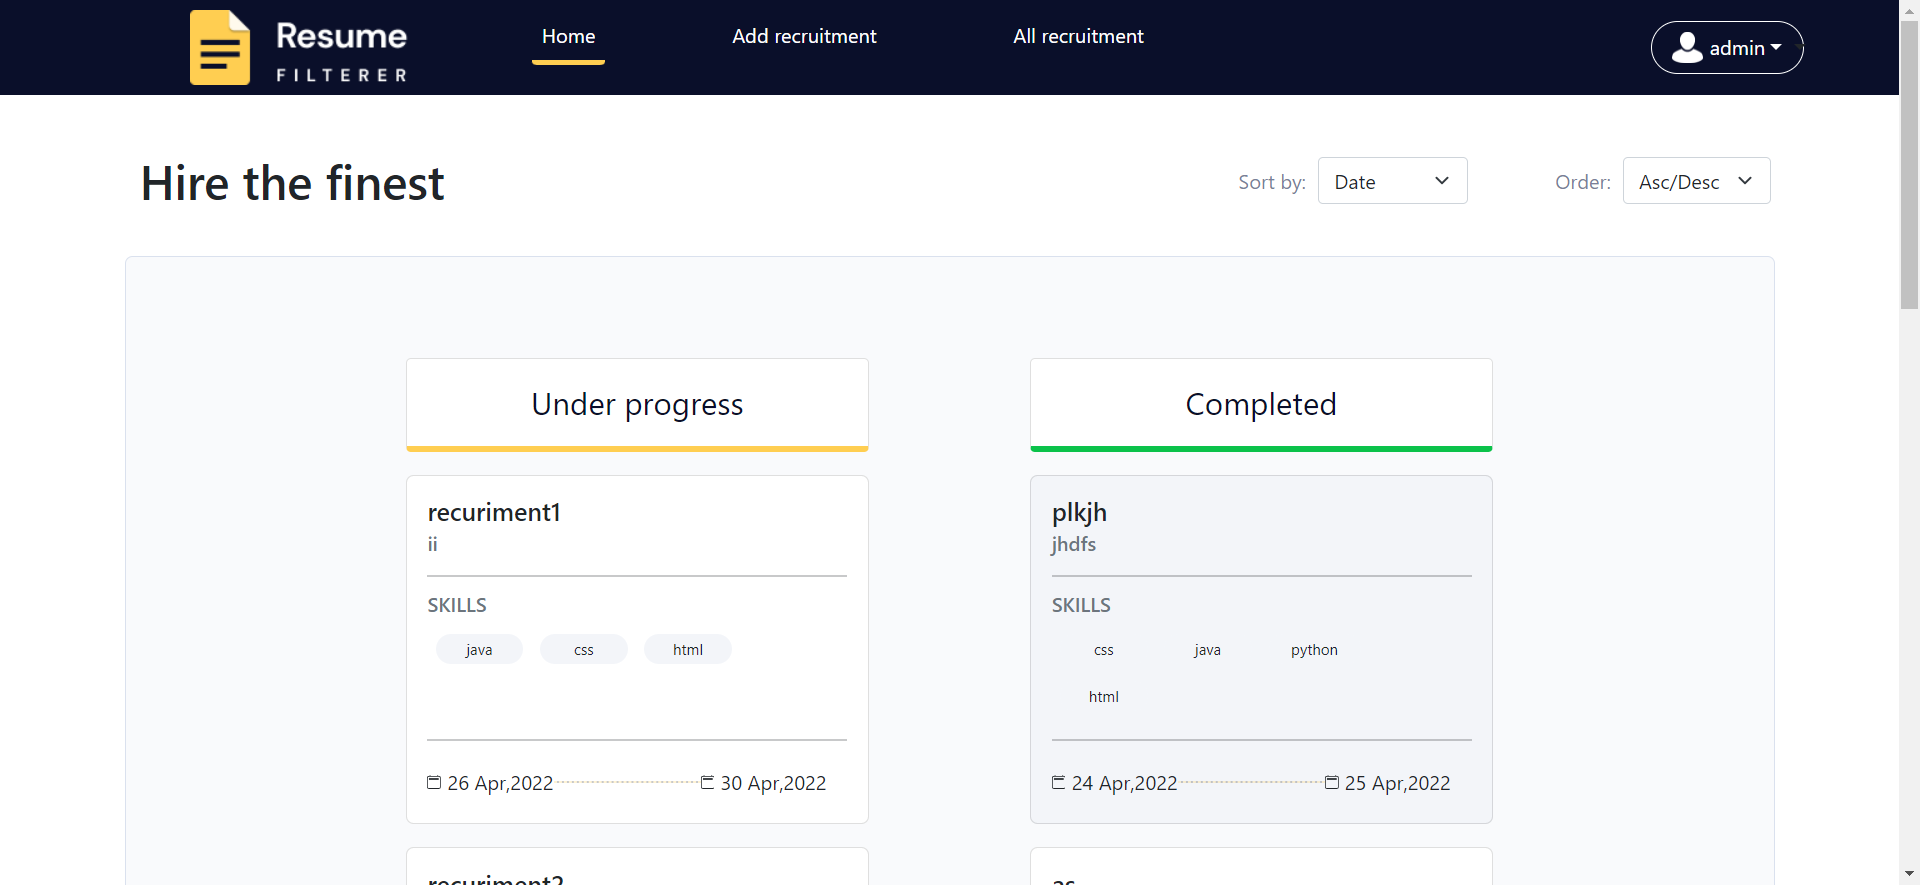 Resume
FILTERER
Home
Add recruitment
All recruitment
admin
Hire the finest
Sort by:
Date
Order:
Asc/Desc
Under progress
recuriment1
ii
SKILLS
java css html
26 Apr,2022 30 Apr,2022
recuriment2
Completed
plkjh
jhdfs
SKILLS
css java python
html
24 Apr,2022 25 Apr,2022